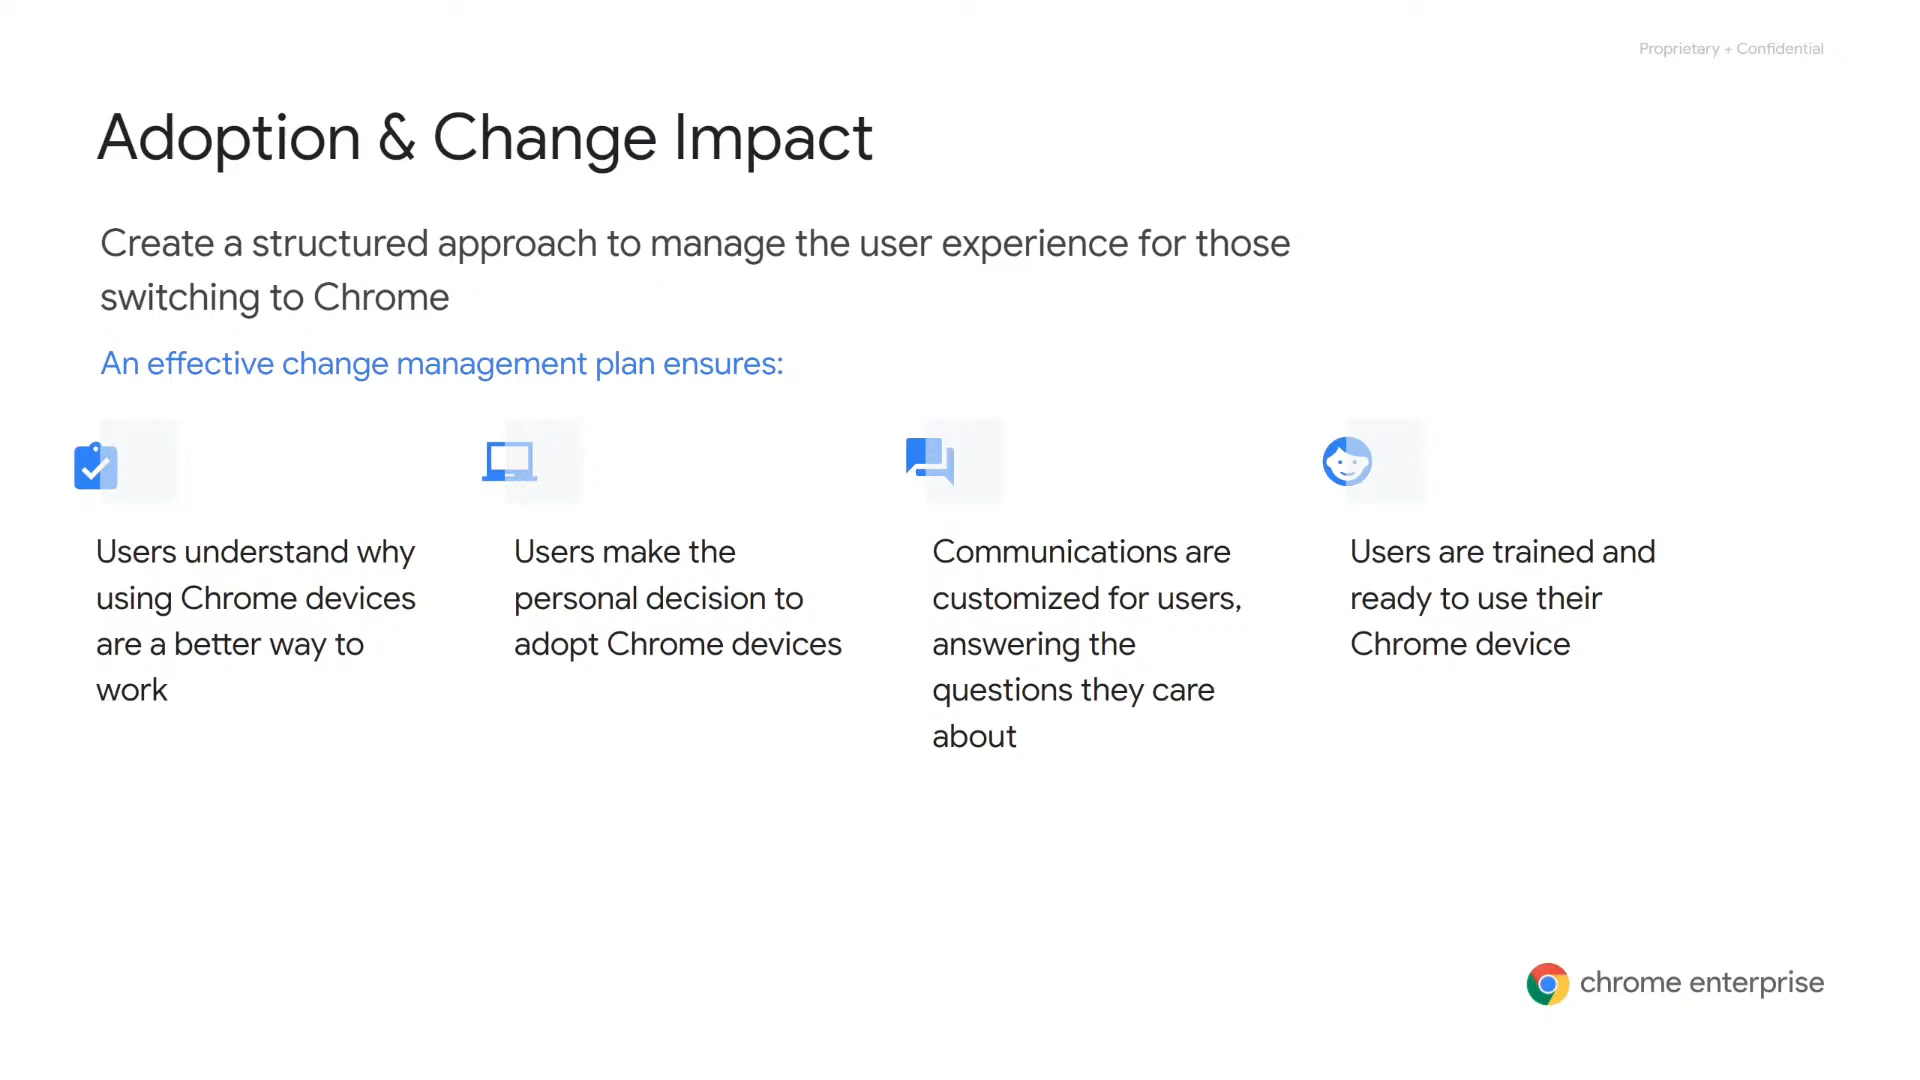 Proprietary + Confidential
Adoption & Change Impact
Create a structured approach to manage the user experience for those
switching to Chrome
An effective change management plan ensures:
Users understand why
using Chrome devices
are a better way to
work
Users make the
personal decision to
adopt Chrome devices
Communications are
customized for users,
answering the
questions they care
about
Users are trained and
ready to use their
Chrome device
chrome enterprise